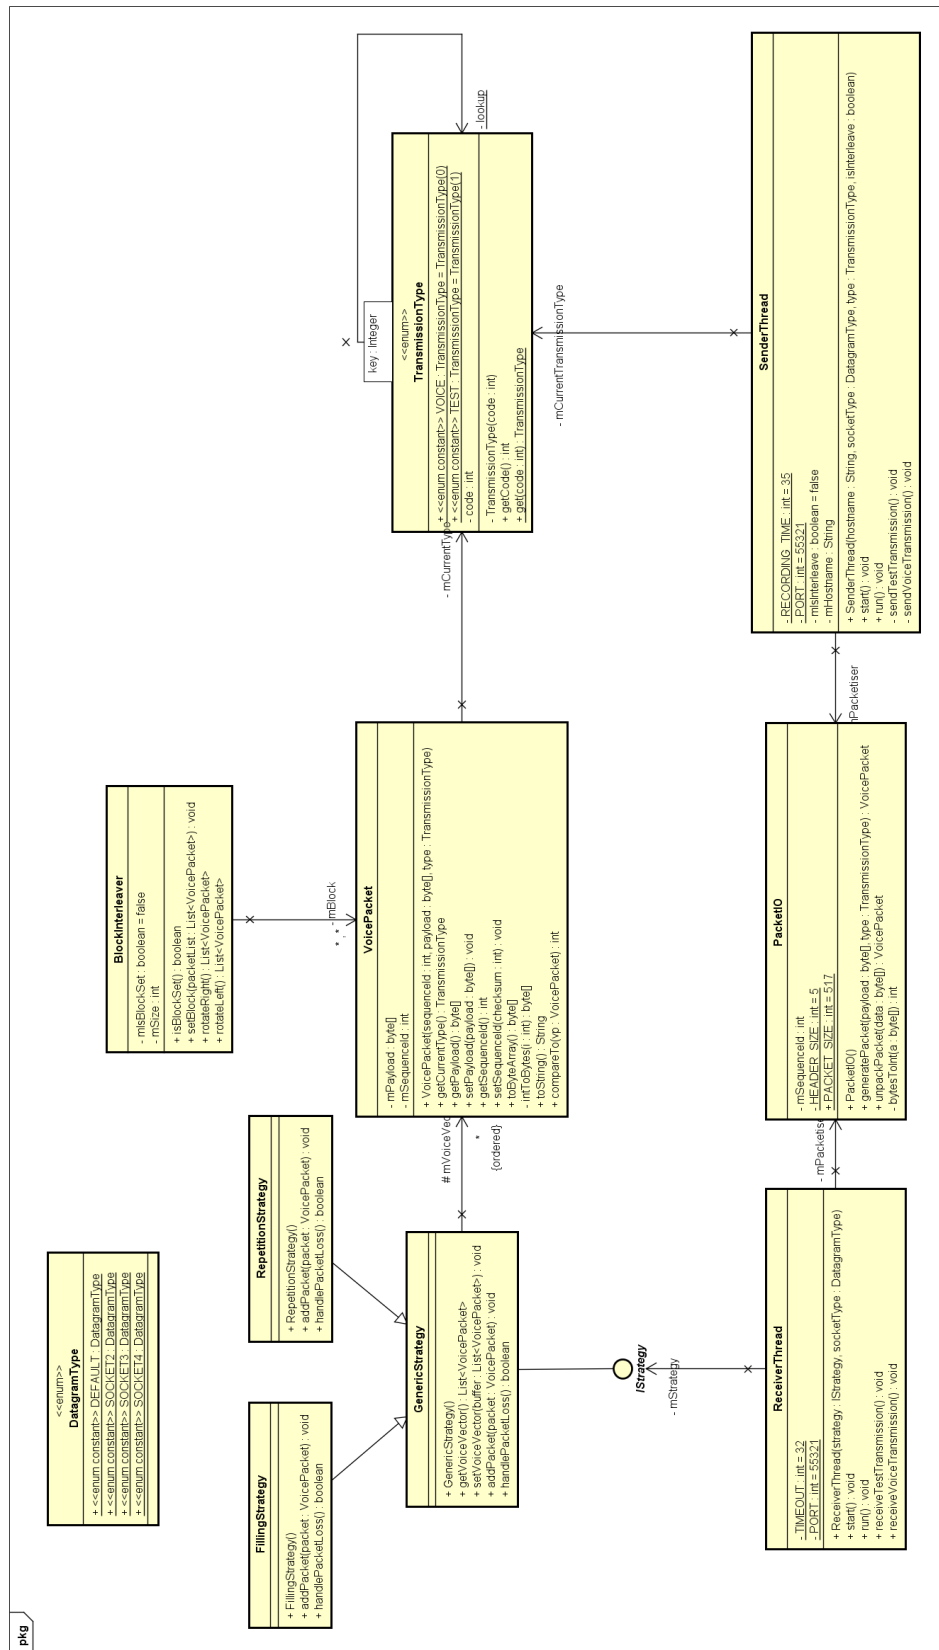 pkg
<<enum>>
DatagramType
+ <<enum constant>> DEFAULT : DatagramType
+ <<enum constant>> SOCKET2 : DatagramType
+ <<enum constant>> SOCKET3 : DatagramType
+ <<enum constant>> SOCKET4 : DatagramType
BlockInterleaver
- mIsBlockSet : boolean = false
- mSize : int
+ isBlockSet() : boolean
+ setBlock(packetList : List<VoicePacket>) : void
+ rotateRight() : List<VoicePacket>
+ rotateLeft() : List<VoicePacket>
FillingStrategy
+ FillingStrategy()
+ addPacket(packet : VoicePacket) : void
+ handlePacketLoss() : boolean
RepetitionStrategy
+ RepetitionStrategy()
+ addPacket(packet : VoicePacket) : void
+ handlePacketLoss() : boolean
- mBlock
*, *
GenericStrategy
+ GenericStrategy()
+ getVoiceVector() : List<VoicePacket>
+ setVoiceVector(buffer : List<VoicePacket>) : void
+ addPacket(packet : VoicePacket) : void
+ handlePacketLoss() : boolean
# mVoiceVec
*
{ordered}
VoicePacket
- mPayload : byte[]
- mSequenceId : int
+ VoicePacket(sequenceId : int, payload : byte[], type : TransmissionType)
+ getCurrentType() : TransmissionType
+ getPayload() : byte[]
+ setPayload(payload : byte[]) : void
+ getSequenceId() : int
+ setSequenceId(checksum : int) : void
+ toByteArray() : byte[]
- intToBytes(i : int) : byte[]
+ toString() : String
+ compareTo(vp : VoicePacket) : int
- mCurrentType
key : Integer
<<enum>>
TransmissionType
+ <<enum constant>> VOICE : TransmissionType = TransmissionType(0)
+ <<enum constant>> TEST : TransmissionType = TransmissionType(1)
- code : int
- TransmissionType(code : int)
+ getCode() : int
+ get(code : int) : TransmissionType
- lookup
IStrategy
- mStrategy
- mCurrentTransmissionType
ReceiverThread
- TIMEOUT : int = 32
- PORT : int = 55321
+ ReceiverThread(strategy : IStrategy, socketType : DatagramType)
+ start() : void
+ run() : void
+ receiveTestTransmission() : void
+ receiveVoiceTransmission() : void
- mPacketise
PacketIO
- mSequenceId : int
- HEADER_SIZE : int = 5
+ PACKET_SIZE : int = 517
+ PacketIO()
+ generatePacket(payload : byte[], type : TransmissionType) : VoicePacket
+ unpackPacket(data : byte[]) : VoicePacket
- bytesToInt(a : byte[]) : int
mPacketiser
SenderThread
- RECORDING_TIME : int = 35
- PORT : int = 55321
- mIsInterleave : boolean = false
- mHostname : String
+ SenderThread(hostname : String, socketType : DatagramType, type : TransmissionType, isInterleave : boolean)
+ start() : void
+ run() : void
- sendTestTransmission() : void
- sendVoiceTransmission() : void